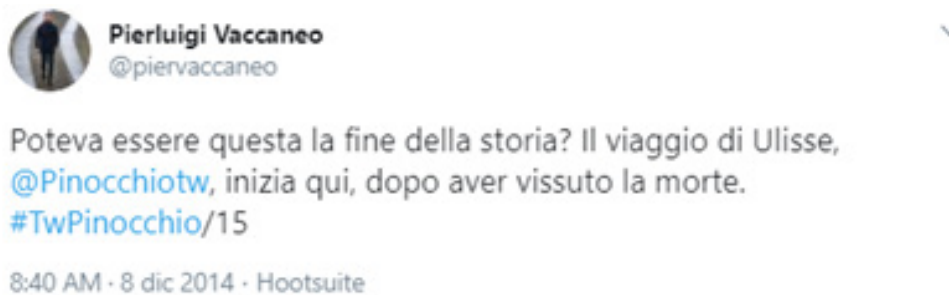 Pierluigi Vaccaneo
@piervaccaneo
Poteva essere questa la fine della storia? Il viaggio di Ulisse,
@Pinocchiotw, inizia qui, dopo aver vissuto la morte.
#TwPinocchio/15
8:40 AM · 8 dic 2014 · Hootsuite